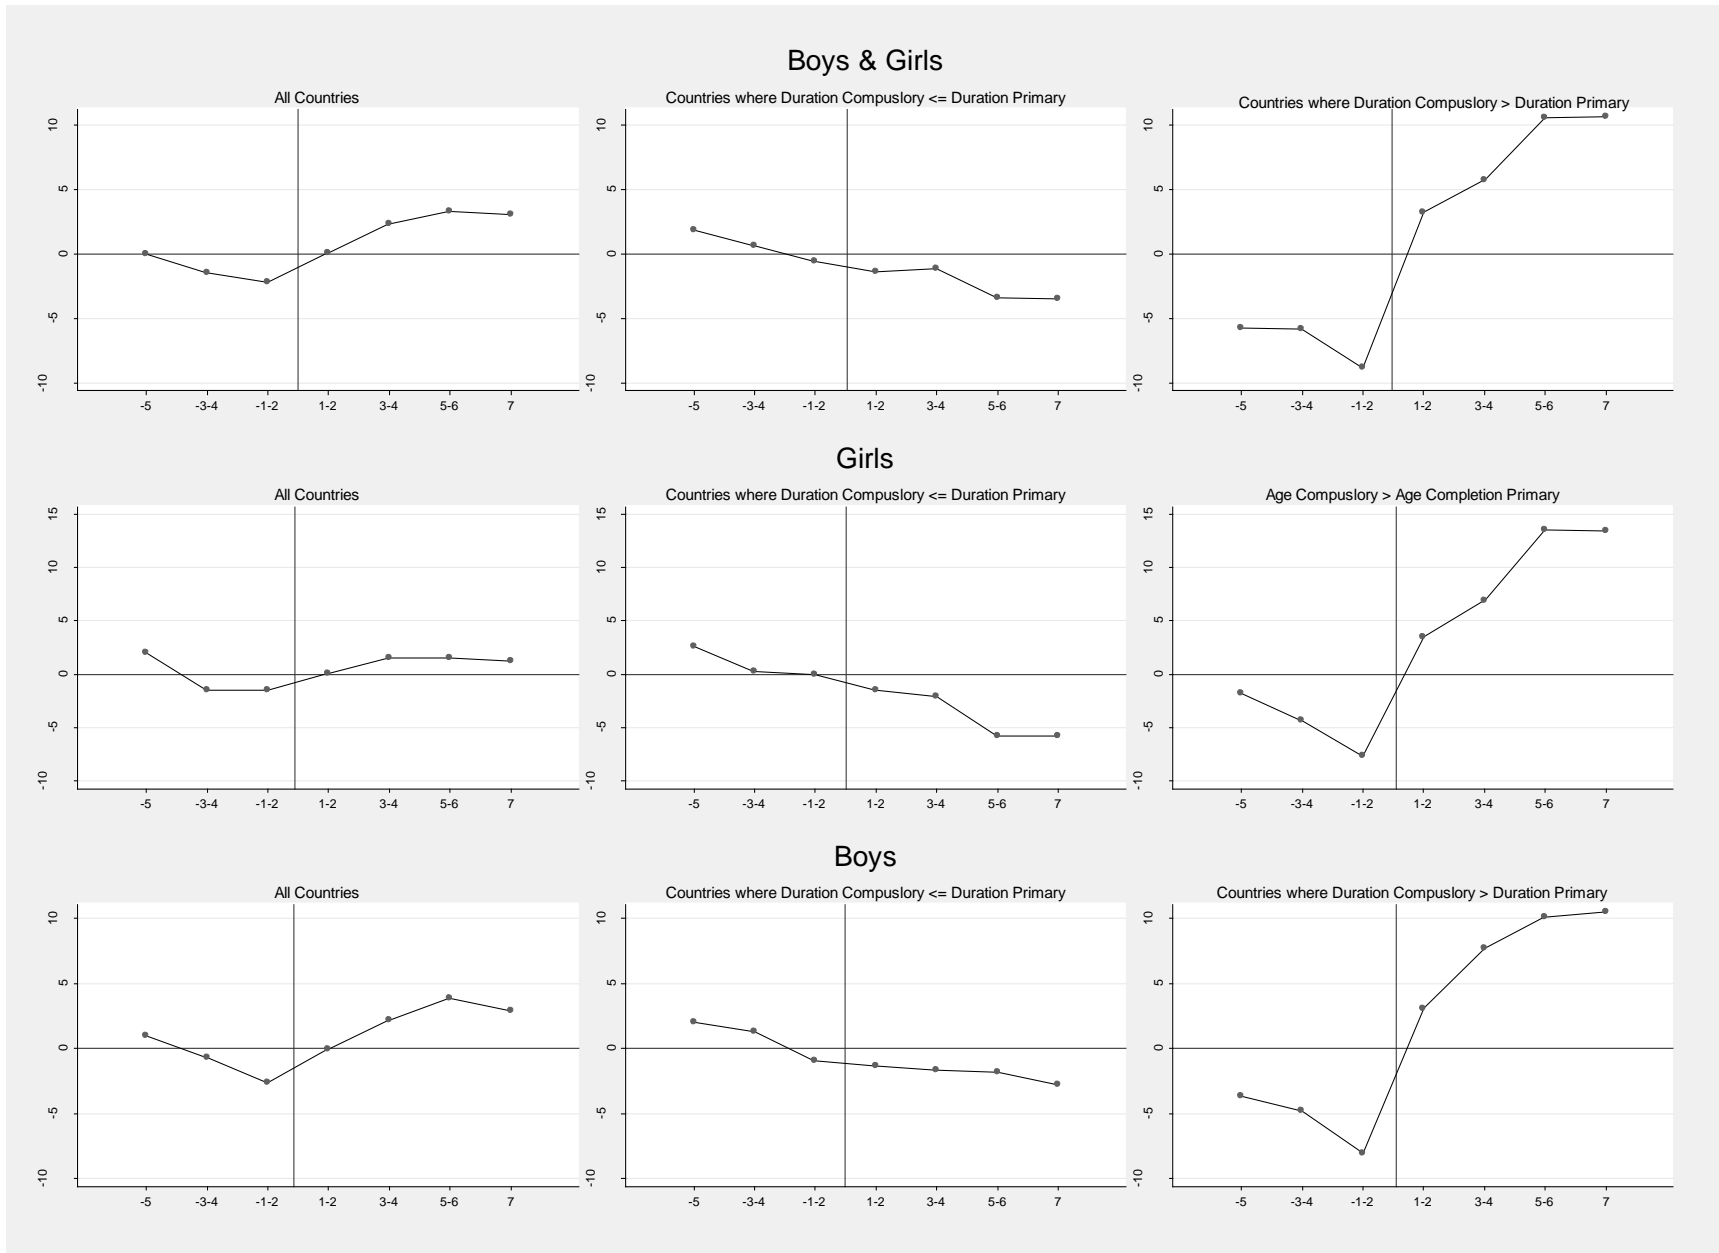 Boys & Girls
All Countries
Countries where Duration Compuslory <= Duration Primary
Countries where Duration Compuslory > Duration Primary
10
5
0
-5
-10
-5 -3-4 -1-2 1-2 3-4 5-6 7
10
5
0
-5
-10
-5 -3-4 -1-2 1-2 3-4 5-6 7
10
5
0
-5
-10
-5 -3-4 -1-2 1-2 3-4 5-6 7
Girls
All Countries
Countries where Duration Compuslory <= Duration Primary
Age Compuslory > Age Completion Primary
15
10
5
0
-5
-10
-5 -3-4 -1-2 1-2 3-4 5-6 7
15
10
5
0
-5
-10
-5 -3-4 -1-2 1-2 3-4 5-6 7
15
10
5
0
-5
-10
-5 -3-4 -1-2 1-2 3-4 5-6 7
Boys
All Countries
Countries where Duration Compuslory <= Duration Primary
Countries where Duration Compuslory > Duration Primary
10
5
0
-5
-10
-5 -3-4 -1-2 1-2 3-4 5-6 7
10
5
0
-5
-10
-5 -3-4 -1-2 1-2 3-4 5-6 7
10
5
0
-5
-10
-5 -3-4 -1-2 1-2 3-4 5-6 7